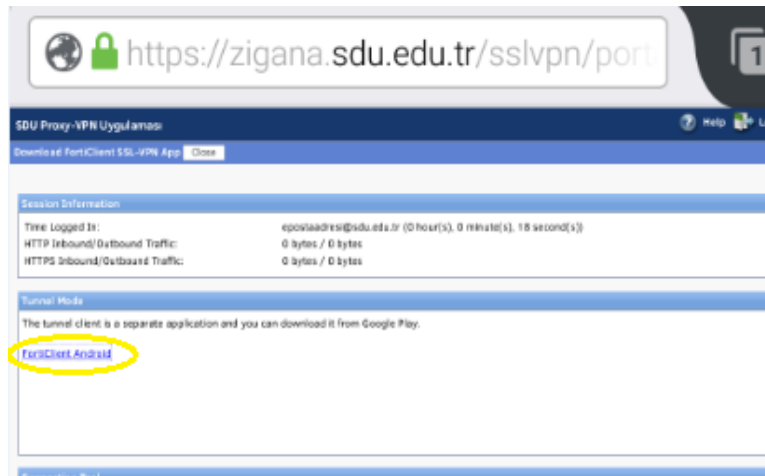 https://zigana.sdu.edu.tr/sslvpn/port
1
SDU Proxy-VPN Uygulaması
Help
Download FortiClient SSL-VPN App Close
Session Information
Time Logged In: epostaadresi@sdu.edu.tr (0 hour(s), 0 minute(s), 18 second(s))
HTTP Inbound/Outbound Traffic: 0 bytes / 0 bytes
HTTPS Inbound/Outbound Traffic: 0 bytes / 0 bytes
Tunnel Mode
The tunnel client is a separate application and you can download it from Google Play.
FortiClient Android